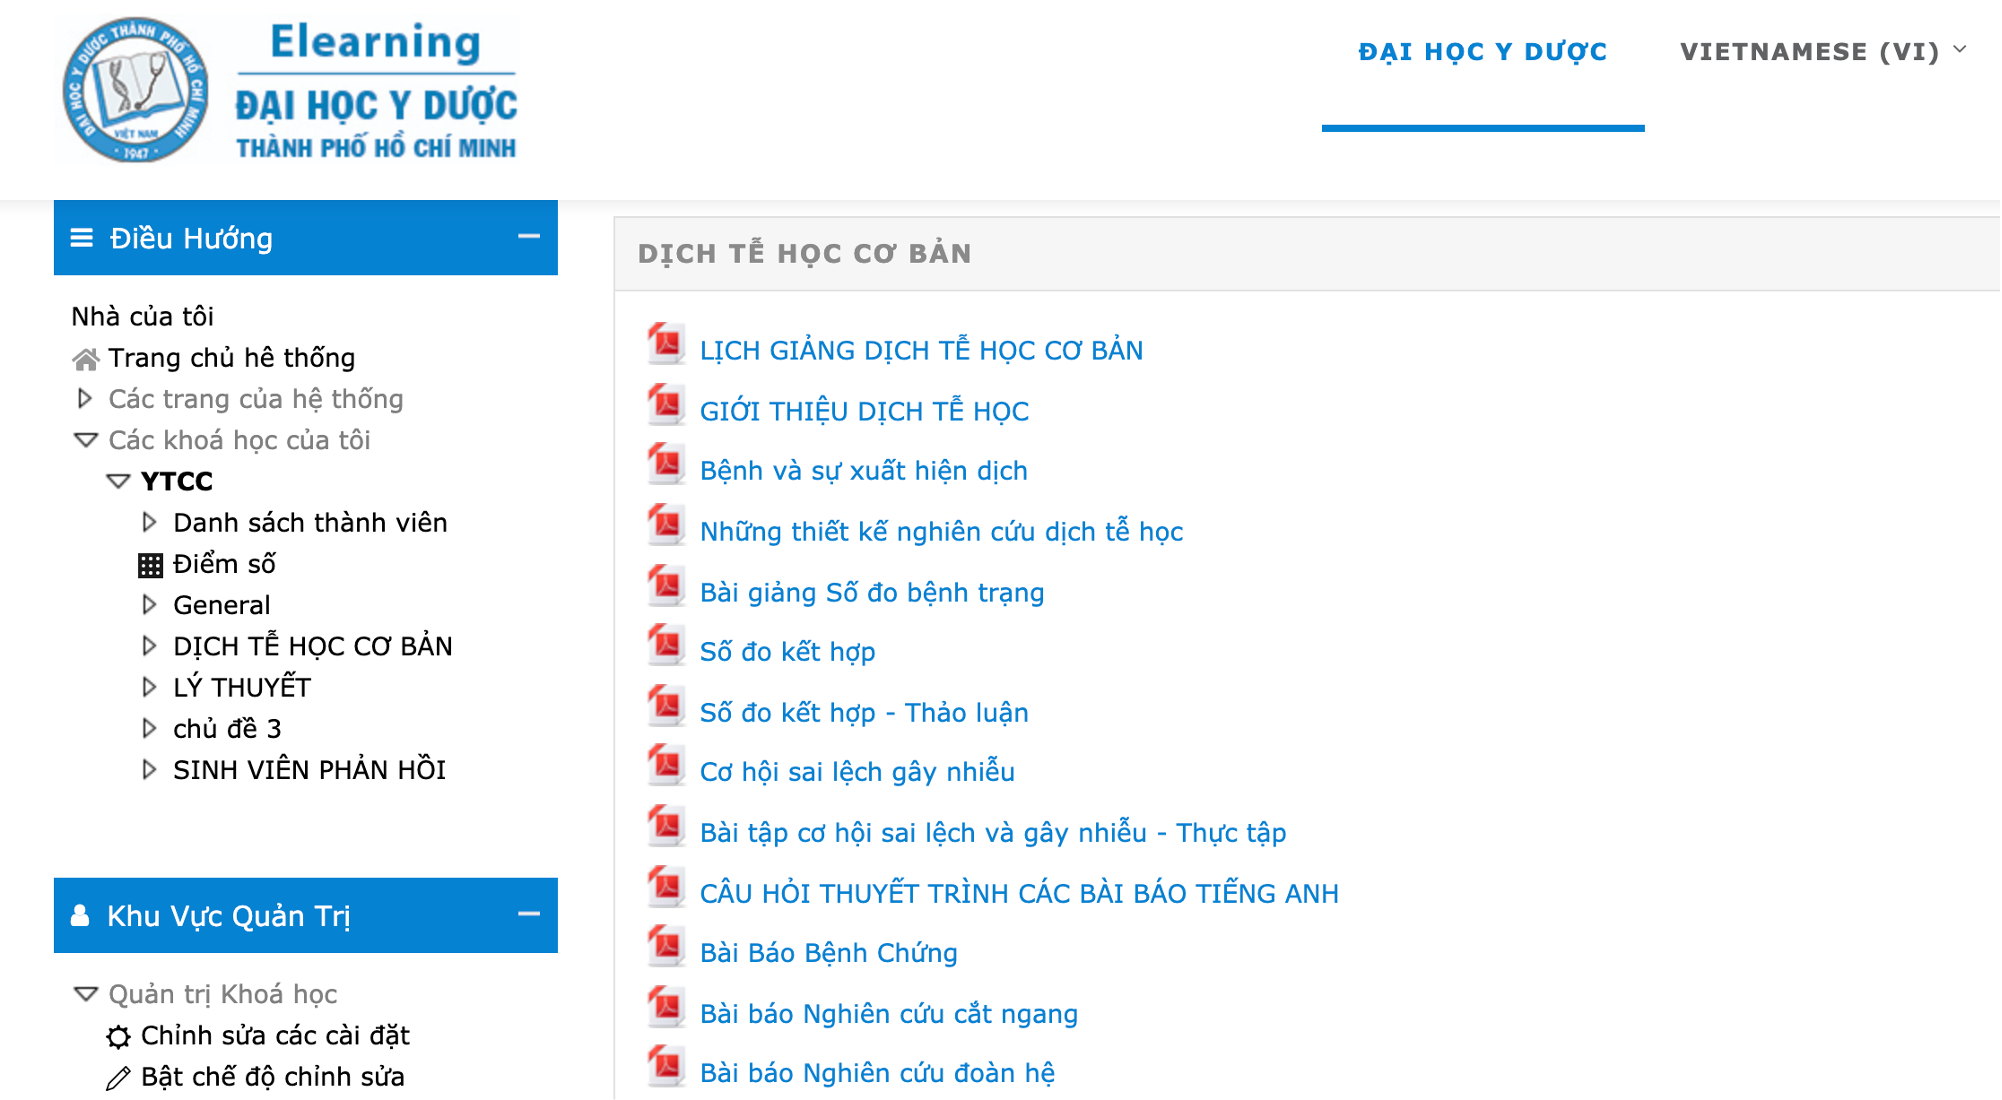 ĐẠI HỌC Y DƯỢC THÀNH PHỐ HỒ CHÍ MINH
VIỆT NAM
1947
Elearning
ĐẠI HỌC Y DƯỢC
THÀNH PHỐ HỒ CHÍ MINH
ĐẠI HỌC Y DƯỢC
VIETNAMESE (VI)
Điều Hướng
Nhà của tôi
Trang chủ hê thống
Các trang của hệ thống
Các khoá học của tôi
YTCC
Danh sách thành viên
Điểm số
General
DỊCH TỄ HỌC CƠ BẢN
LÝ THUYẾT
chủ đề 3
SINH VIÊN PHẢN HỒI
Khu Vực Quản Trị
Quản trị Khoá học
Chỉnh sửa các cài đặt
Bật chế độ chỉnh sửa
DỊCH TỄ HỌC CƠ BẢN
LỊCH GIẢNG DỊCH TỄ HỌC CƠ BẢN
GIỚI THIỆU DỊCH TỄ HỌC
Bệnh và sự xuất hiện dịch
Những thiết kế nghiên cứu dịch tễ học
Bài giảng Số đo bệnh trạng
Số đo kết hợp
Số đo kết hợp - Thảo luận
Cơ hội sai lệch gây nhiễu
Bài tập cơ hội sai lệch và gây nhiễu - Thực tập
CÂU HỎI THUYẾT TRÌNH CÁC BÀI BÁO TIẾNG ANH
Bài Báo Bệnh Chứng
Bài báo Nghiên cứu cắt ngang
Bài báo Nghiên cứu đoàn hệ